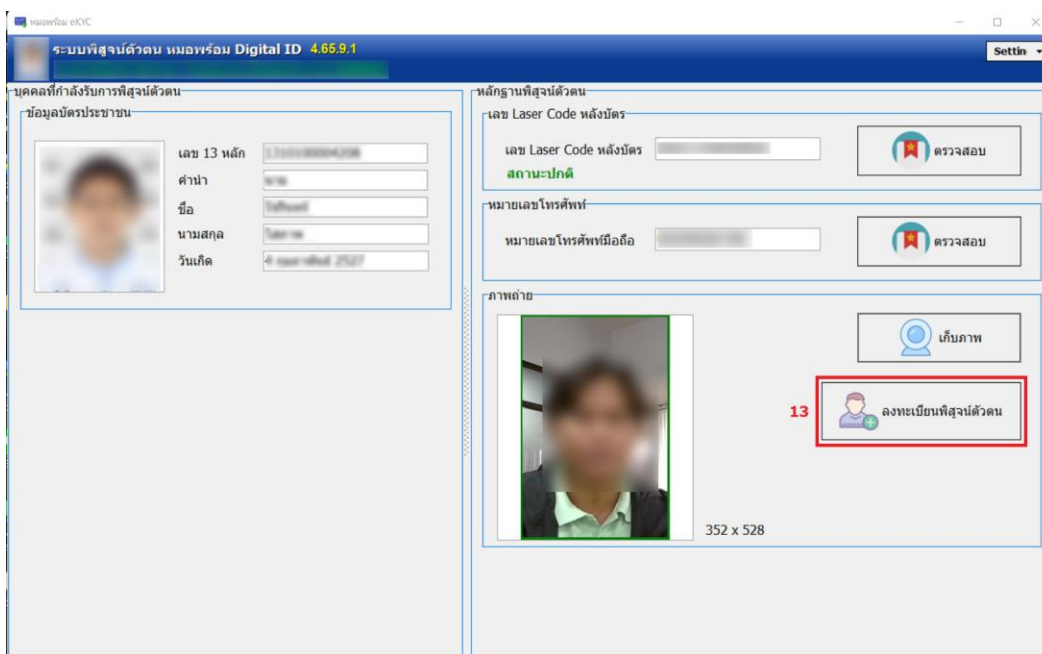 หมอพร้อม eKYC
ระบบพิสูจน์ตัวตน หมอพร้อม Digital ID 4.65.9.1
Settin
บุคคลที่กำลังรับการพิสูจน์ตัวตน
ข้อมูลบัตรประชาชน
เลข 13 หลัก
คำนำ
ชื่อ
นามสกุล
วันเกิด
หลักฐานพิสูจน์ตัวตน
เลข Laser Code หลังบัตร
เลข Laser Code หลังบัตร
ตรวจสอบ
สถานะปกติ
หมายเลขโทรศัพท์
หมายเลขโทรศัพท์มือถือ
ตรวจสอบ
ภาพถ่าย
เก็บภาพ
13
ลงทะเบียนพิสูจน์ตัวตน
352 x 528